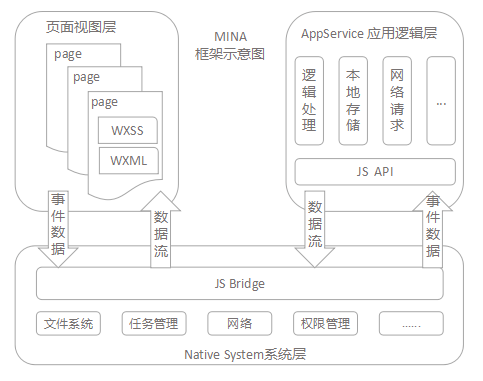 页面视图层
page
page
page
WXSS
WXML
MINA
框架示意图
AppService 应用逻辑层
逻辑处理
本地存储
网络请求
...
JS API
事件数据
数据流
数据流
事件数据
JS Bridge
文件系统
任务管理
网络
权限管理
......
Native System系统层